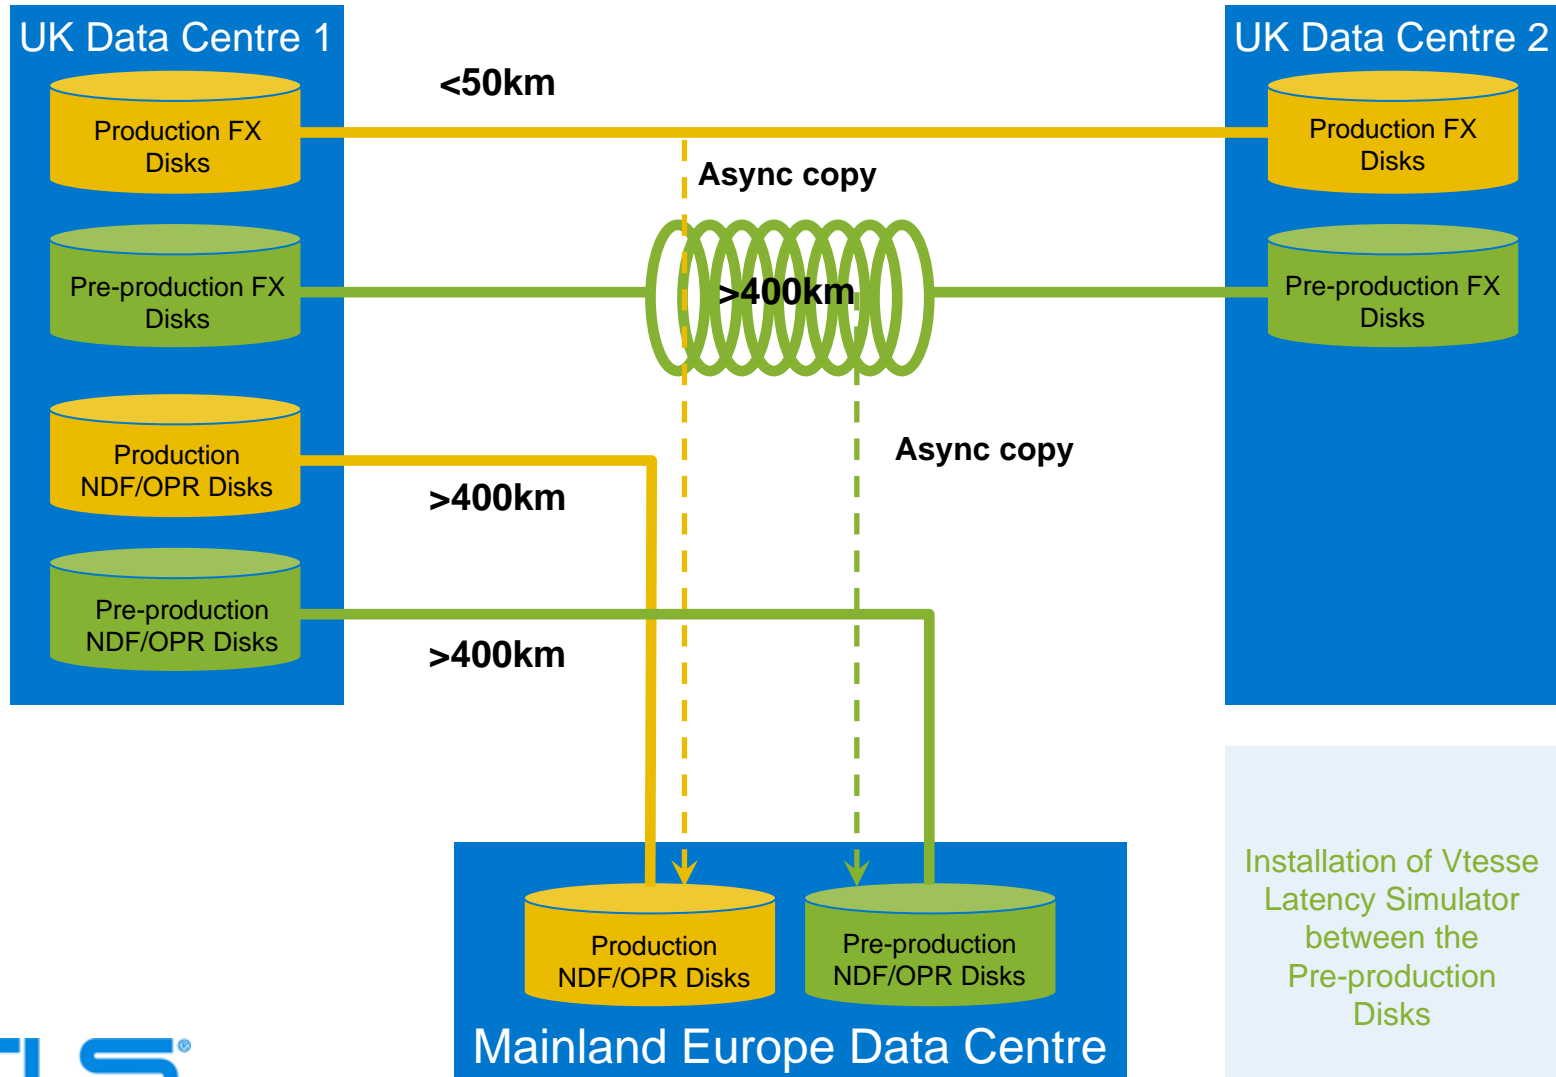 UK Data Centre 1
UK Data Centre 2
<50km
Production FX
Disks
Production FX
Disks
Async copy
Pre-production FX
Disks
>400km
Pre-production FX
Disks
Production
NDF/OPR Disks
Async copy
>400km
Pre-production
NDF/OPR Disks
>400km
Production
NDF/OPR Disks
Pre-production
NDF/OPR Disks
Mainland Europe Data Centre
Installation of Vtesse
Latency Simulator
between the
Pre-production
Disks